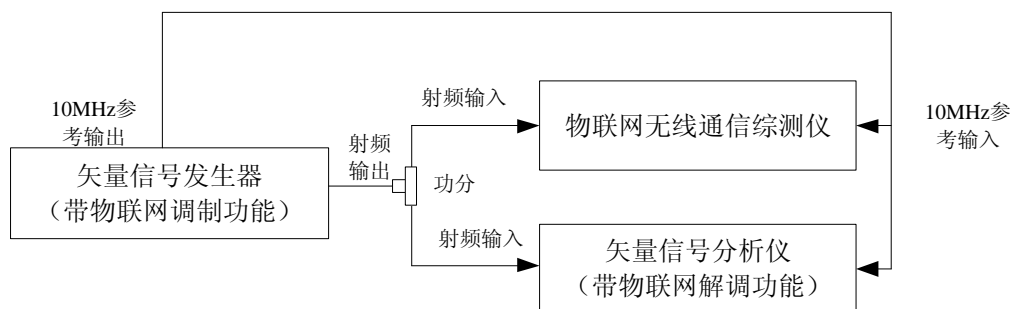 10MHz参
考输出
矢量信号发生器
（带物联网调制功能）
射频
输出
功分
射频输入
射频输入
物联网无线通信综测仪
矢量信号分析仪
（带物联网解调功能）
10MHz参
考输入